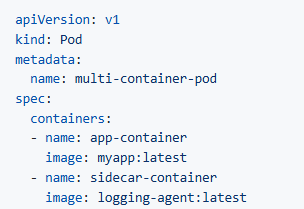 apiVersion: v1
kind: Pod
metadata:
  name: multi-container-pod
spec:
  containers:
  - name: app-container
    image: myapp:latest
  - name: sidecar-container
    image: logging-agent:latest